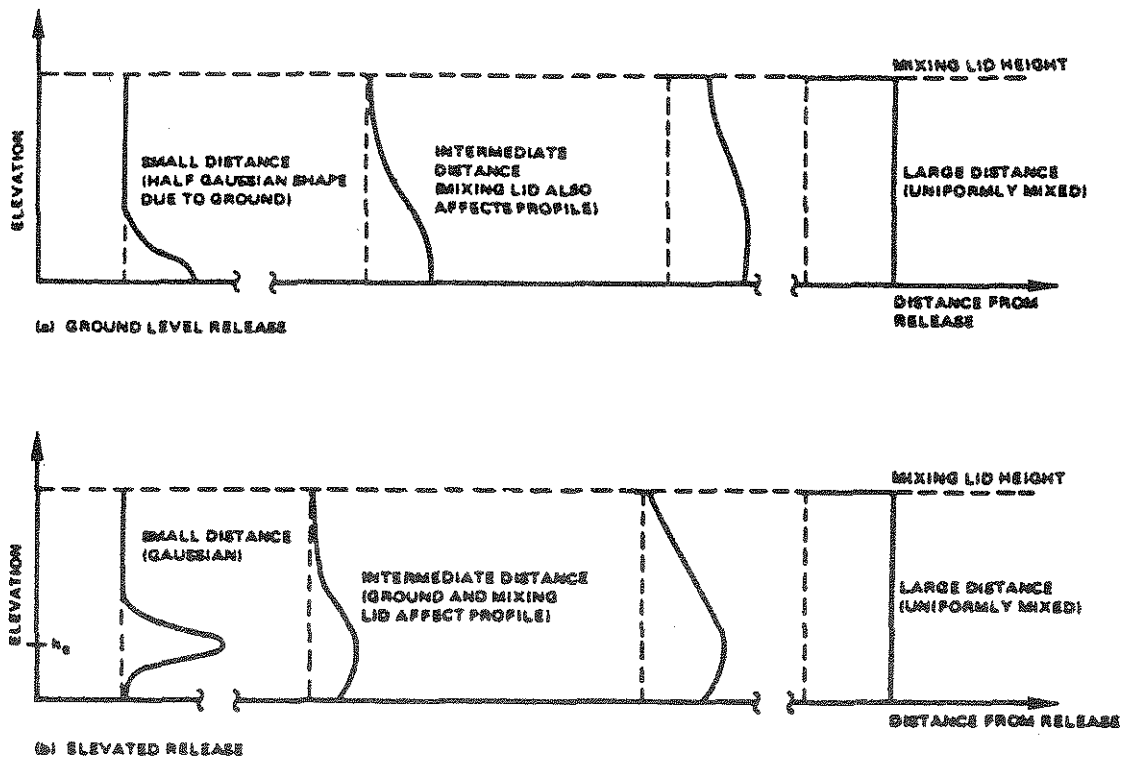 MIXING LID HEIGHT
ELEVATION
SMALL DISTANCE
(HALF GAUSSIAN SHAPE
DUE TO GROUND)
INTERMEDIATE
DISTANCE
(MIXING LID ALSO
AFFECTS PROFILE)
LARGE DISTANCE
(UNIFORMLY MIXED)
DISTANCE FROM
RELEASE
(a) GROUND LEVEL RELEASE
MIXING LID HEIGHT
ELEVATION
SMALL DISTANCE
(GAUSSIAN)
INTERMEDIATE DISTANCE
(GROUND AND MIXING
LID AFFECT PROFILE)
LARGE DISTANCE
(UNIFORMLY MIXED)
he
DISTANCE FROM RELEASE
(b) ELEVATED RELEASE